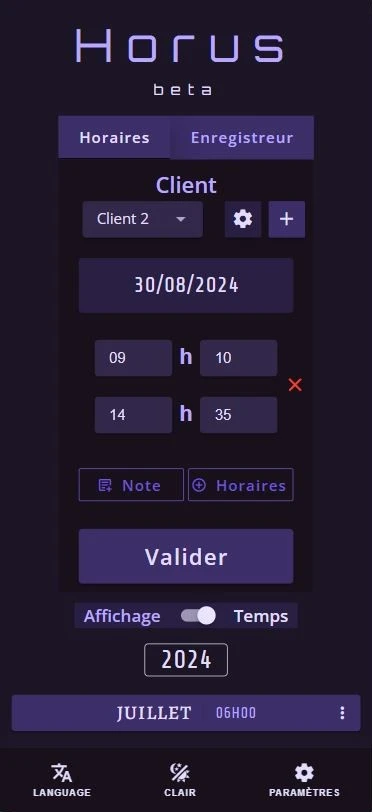 Horus
beta
Horaires Enregistreur
Client
Client 2
30/08/2024
09 h 10
14 h 35
Note Horaires
Valider
Affichage Temps
2024
JUILLET 06H00
LANGUAGE CLAIR PARAMÈTRES